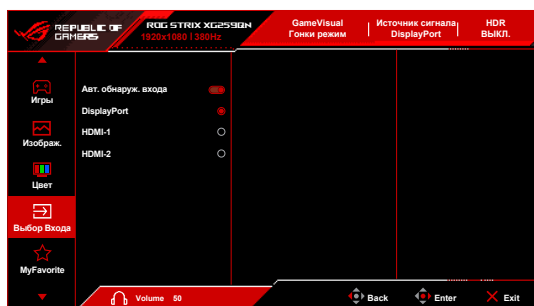 REPUBLIC OF
GAMERS
ROG STRIX XG259QN
1920x1080 | 380Hz
GameVisual
Гонки режим
Источник сигнала
DisplayPort
HDR
ВЫКЛ.
Игры
Изображ.
Цвет
Выбор Входа
MyFavorite
Авт. обнаруж. входа
DisplayPort
HDMI-1
HDMI-2
Volume 50
Back
Enter
Exit